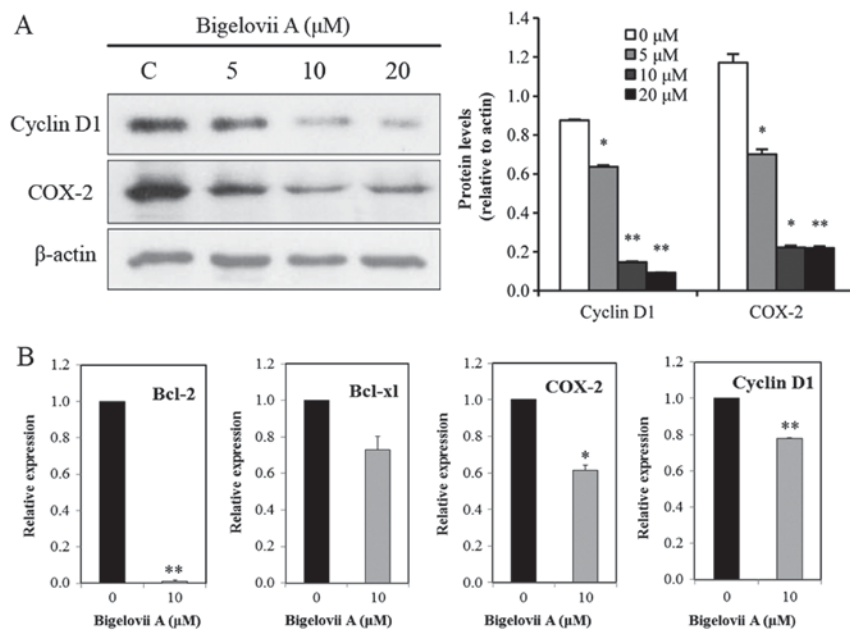 A
Bigelovii A (μM)
C 5 10 20
Cyclin D1
COX-2
β-actin
Protein levels
(relative to actin)
1.4
1.2
1.0
0.8
0.6
0.4
0.2
0.0
0 μM
5 μM
10 μM
20 μM
*
**
**
*
*
**
Cyclin D1 COX-2
B
Relative expression
1.2
1.0
0.8
0.6
0.4
0.2
0.0
Bcl-2
**
0 10
Bigelovii A (μM)
Relative expression
1.2
1.0
0.8
0.6
0.4
0.2
0.0
Bcl-xl
0 10
Bigelovii A (μM)
Relative expression
1.2
1.0
0.8
0.6
0.4
0.2
0.0
COX-2
*
0 10
Bigelovii A (μM)
Relative expression
1.2
1.0
0.8
0.6
0.4
0.2
0.0
Cyclin D1
**
0 10
Bigelovii A (μM)